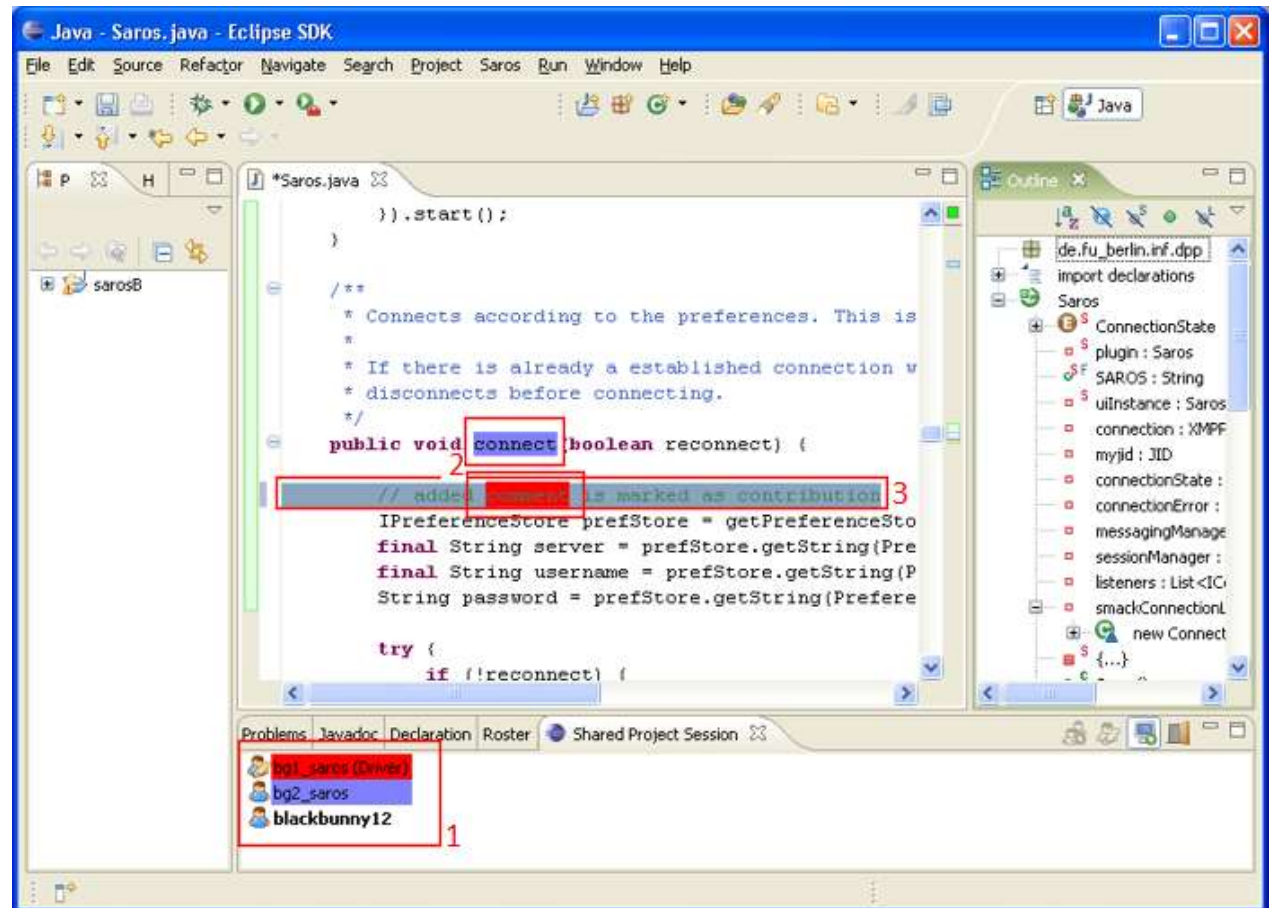 Java - Saros.java - Eclipse SDK
File Edit Source Refactor Navigate Search Project Saros Run Window Help
Java
P H *Saros.java Outline
}).start();
}
/**
* Connects according to the preferences. This is
*
* If there is already a established connection w
* disconnects before connecting.
*/
public void connect(boolean reconnect) {
2
// added comment is marked as contribution 3
IPreferenceStore prefStore = getPreferenceSto
final String server = prefStore.getString(Pre
final String username = prefStore.getString(P
String password = prefStore.getString(Prefere
try {
if (!reconnect) {
sarosB
de.fu_berlin.inf.dpp
import declarations
Saros
ConnectionState
plugin : Saros
SAROS : String
uiInstance : Saros
connection : XMPP
myjid : JID
connectionState :
connectionError :
messagingManage
sessionManager :
listeners : List<ICo
smackConnectionL
new Connect
{...}
Problems Javadoc Declaration Roster Shared Project Session
bg1_saros (Driver)
bg2_saros
blackbunny12
1